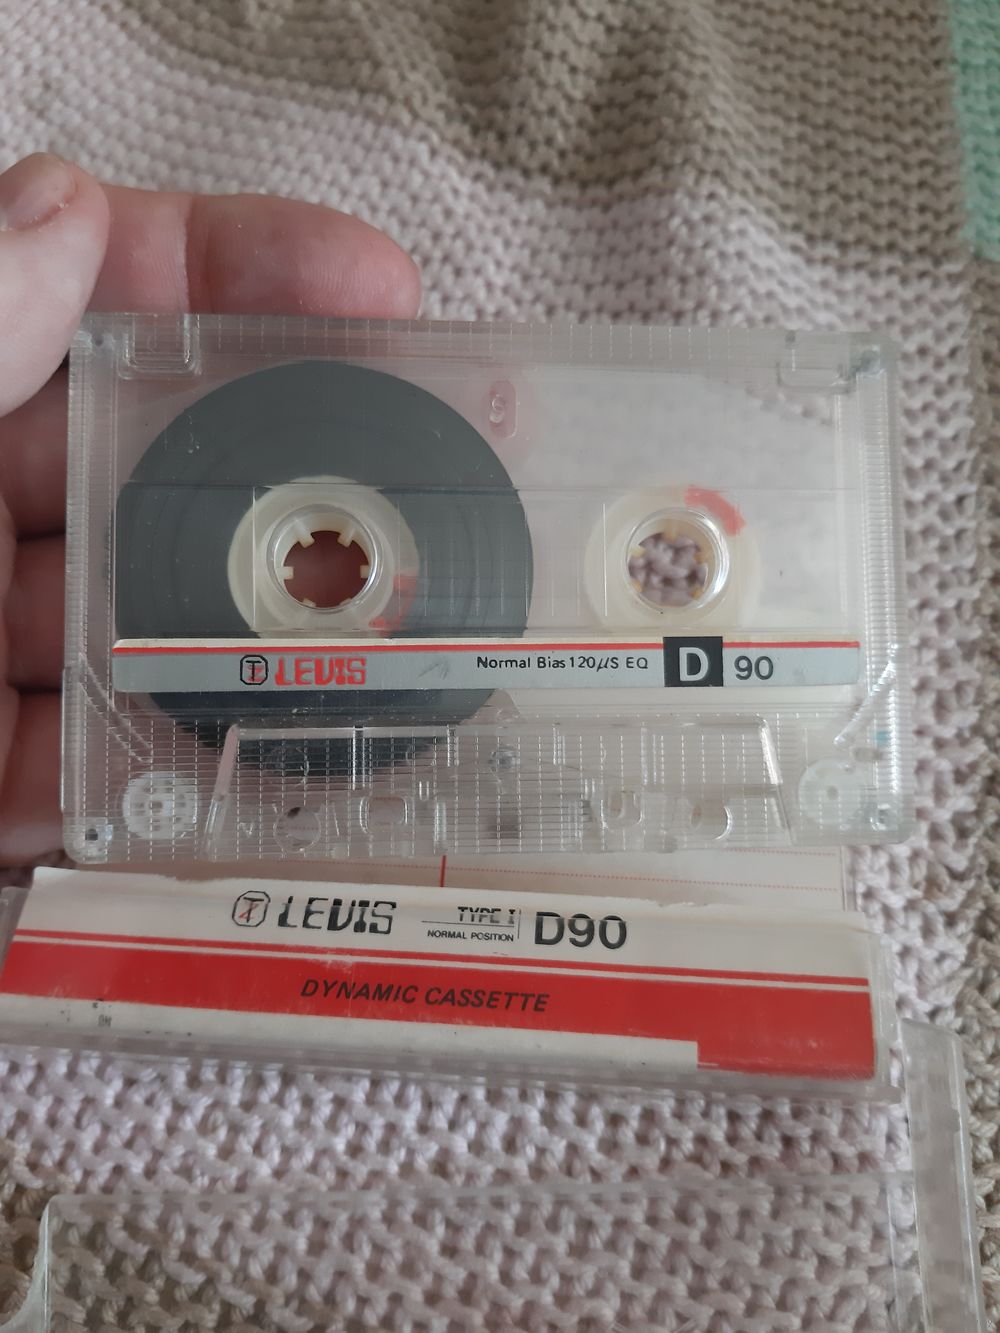 LEVIS Normal Bias 120µS EQ D 90
LEVIS TYPE I NORMAL POSITION D90
DYNAMIC CASSETTE